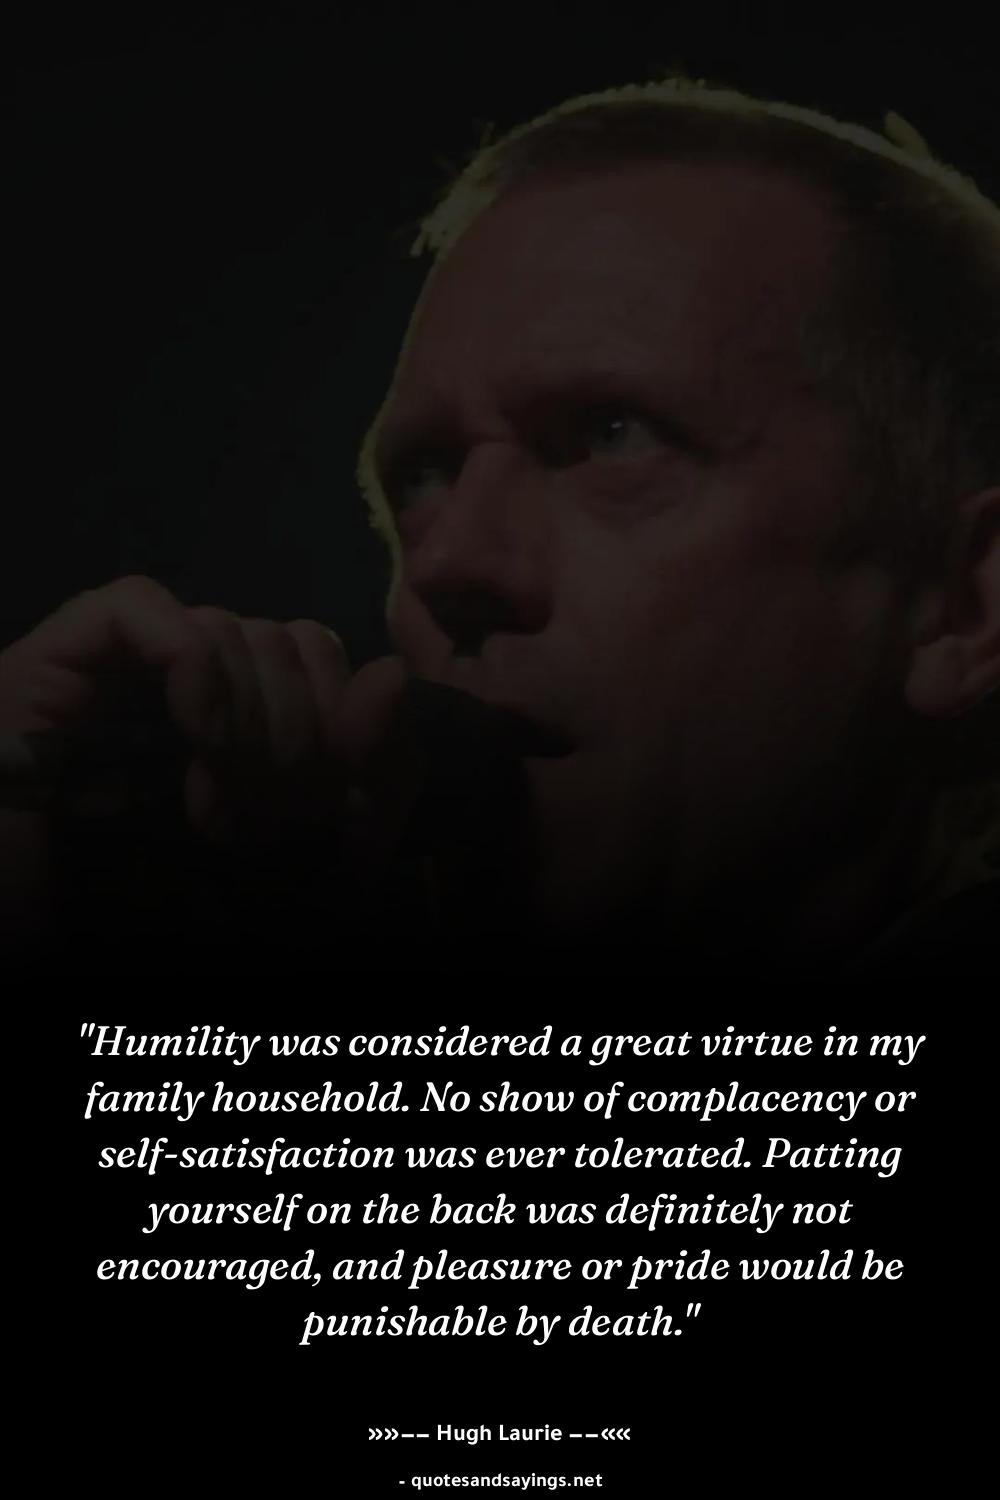 "Humility was considered a great virtue in my
family household. No show of complacency or
self-satisfaction was ever tolerated. Patting
yourself on the back was definitely not
encouraged, and pleasure or pride would be
punishable by death."
»»–– Hugh Laurie ––««
- quotesandsayings.net